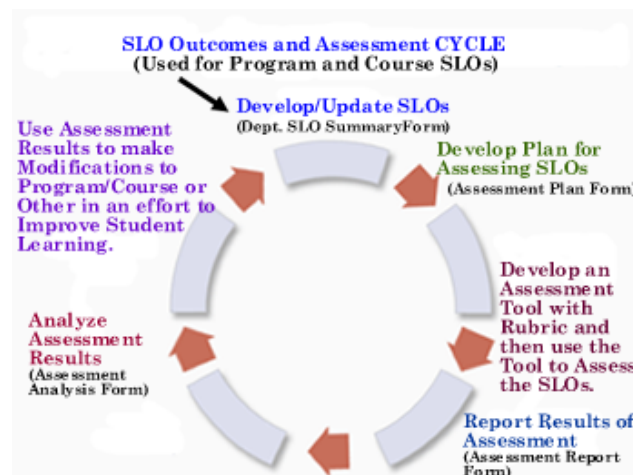 SLO Outcomes and Assessment CYCLE
(Used for Program and Course SLOs)
Develop/Update SLOs
(Dept. SLO SummaryForm)
Develop Plan for
Assessing SLOs
(Assessment Plan Form)
Develop an
Assessment
Tool with
Rubric and
then use the
Tool to Assess
the SLOs.
Report Results of
Assessment
(Assessment Report
Form)
Analyze
Assessment
Results
(Assessment
Analysis Form)
Use Assessment
Results to make
Modifications to
Program/Course or
Other in an effort to
Improve Student
Learning.